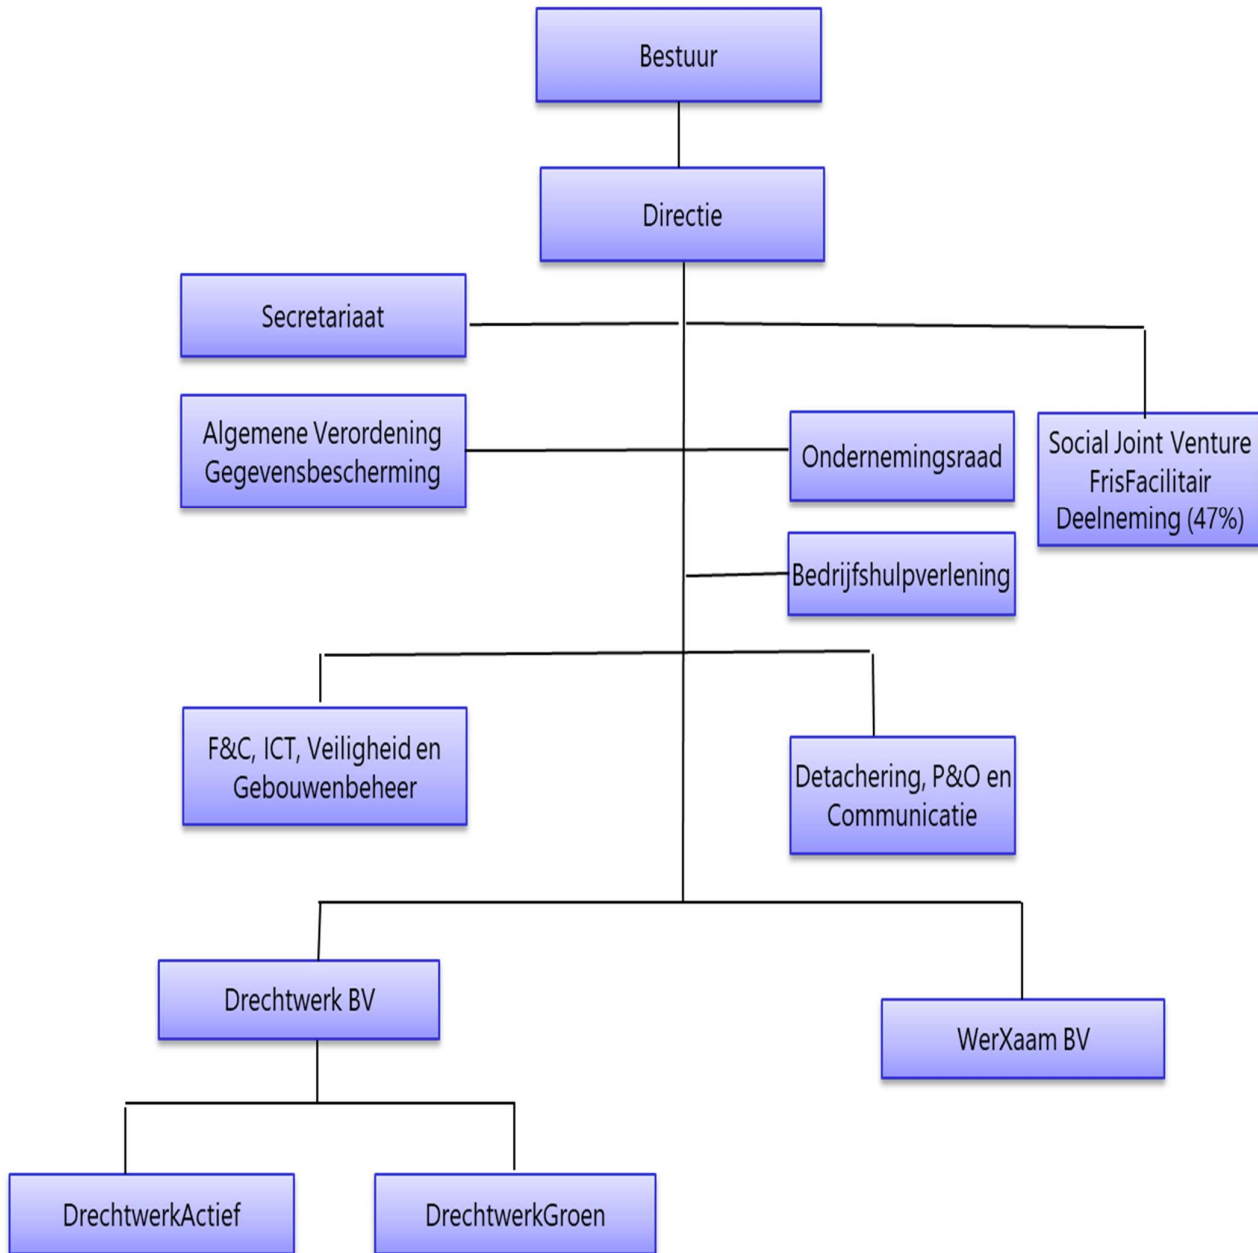 Bestuur
Directie
Secretariaat
Algemene Verordening
Gegevensbescherming
Ondernemingsraad
Social Joint Venture
FrisFacilitair
Deelneming (47%)
Bedrijfshulpverlening
F&C, ICT, Veiligheid en
Gebouwenbeheer
Detachering, P&O en
Communicatie
Drechtwerk BV
WerXaam BV
DrechtwerkActief
DrechtwerkGroen